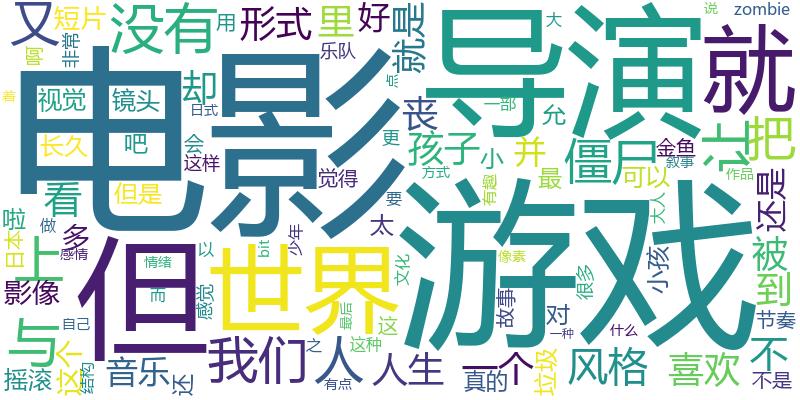 又
短片
没有
形式
里
好
就是
导演
就
zombie
啊
非常
用
乐队
大
说
着
电影
视觉
镜头
却
日式
丧
点
一部
允
让
把
长久
吧
会
这样
觉得
更
孩子
小
并
僵尸
金鱼
叙事
看
但是
最
可以
作品
还是
啦
做
太
要
方式
有趣
大人
日本
上
多
感情
但
世界
游戏
被
到
情绪
以
bit
少年
文化
像素
小孩
影像
而
感觉
这
故事
对
很多
节奏
与
自己
最后
一种
什么
我们
人
之
这种
摇滚
这个
结构
音乐
还
有点
人生
一个
真的
垃圾
风格
喜欢
不
不是